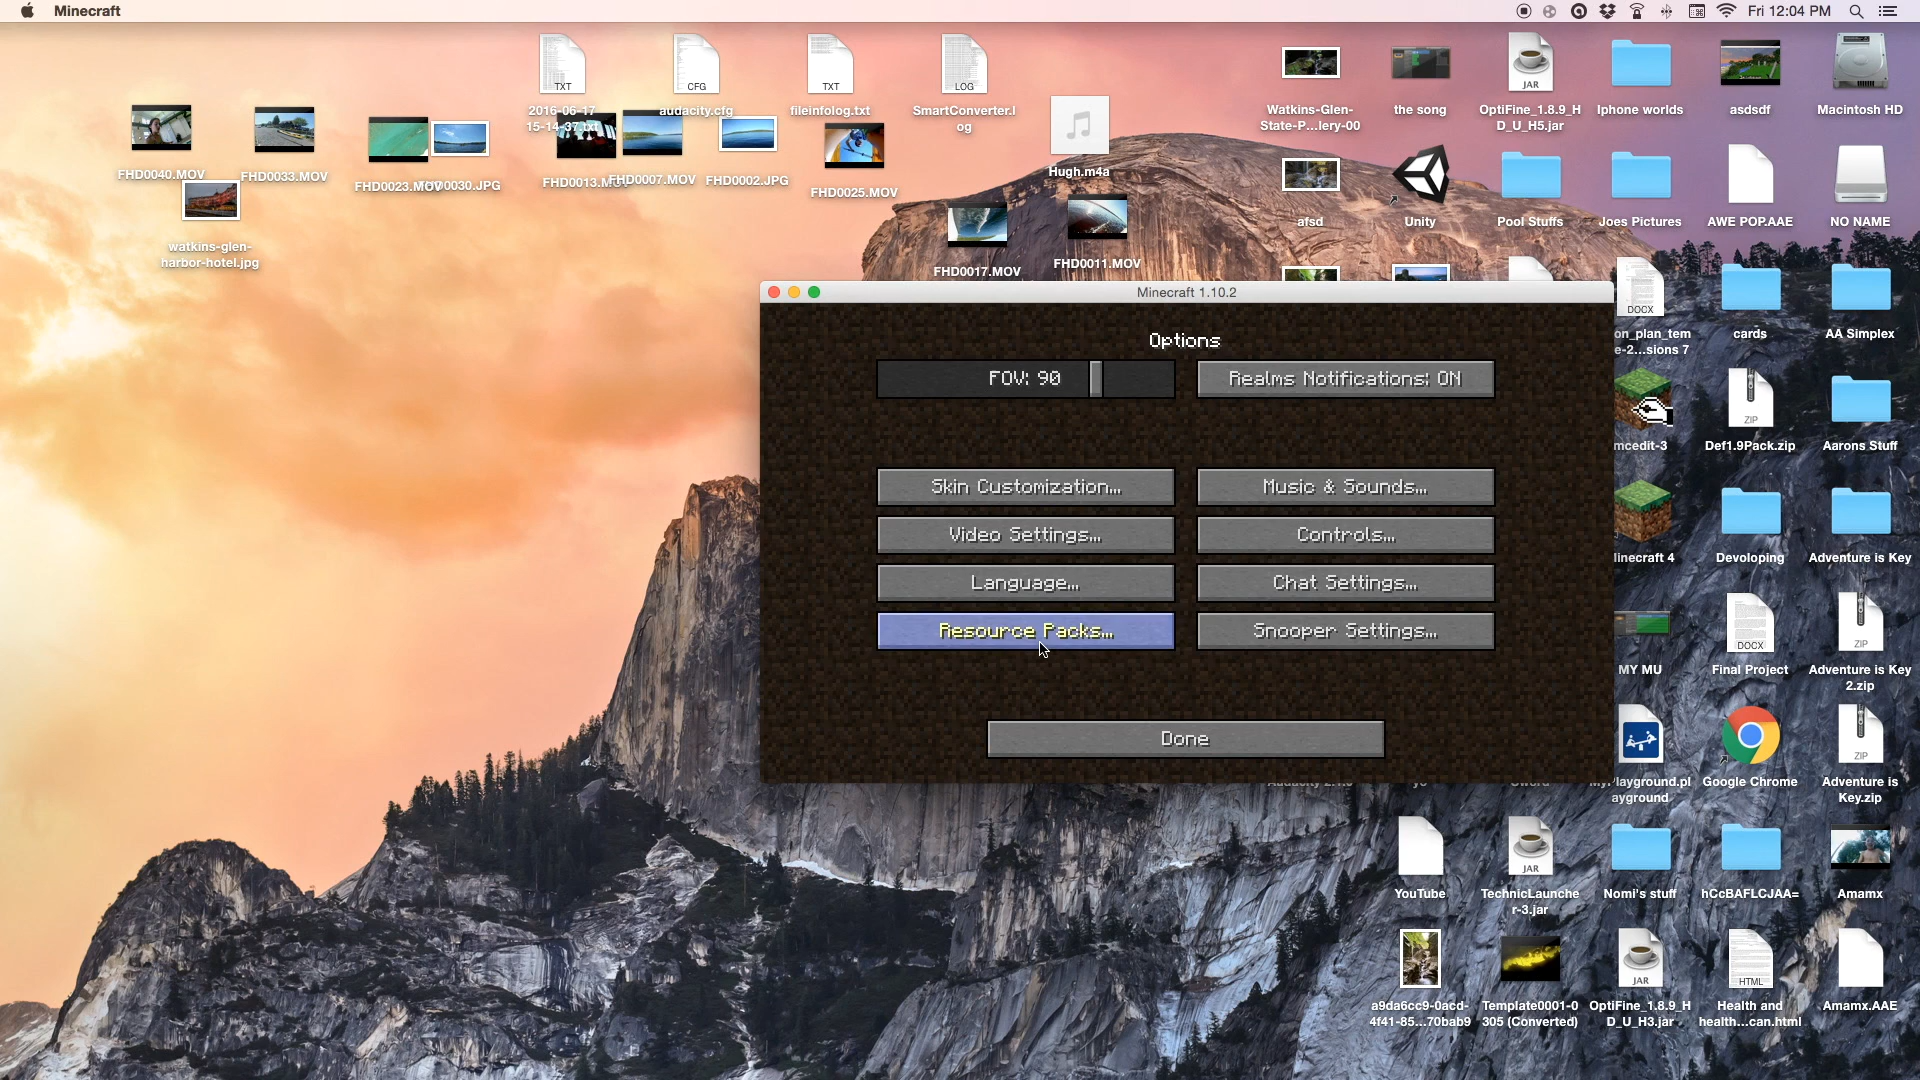 Minecraft
Fri 12:04 PM
TXT
2016-06-17
15-14-37.txt
CFG
audacity.cfg
TXT
fileinfolog.txt
LOG
SmartConverter.l
og
Watkins-Glen-
State-P...lery-00
the song
JAR
OptiFine_1.8.9_H
D_U_H5.jar
Iphone worlds
asdsdf
Macintosh HD
FHD0040.MOV
FHD0033.MOV
FHD0007.MOV
FHD0002.JPG
FHD0025.MOV
Hugh.m4a
watkins-glen-
harbor-hotel.jpg
FHD0017.MOV
FHD0011.MOV
afsd
Unity
Pool Stuffs
Joes Pictures
AWE POP.AAE
NO NAME
Minecraft 1.10.2
Options
FOV: 90
Realms Notifications: ON
Skin Customization...
Music & Sounds...
Video Settings...
Controls...
Language...
Chat Settings...
Resource Packs...
Snooper Settings...
Done
DOCX
on_plan_tem
e-2...sions 7
cards
AA Simplex
mcedit-3
ZIP
Def1.9Pack.zip
Aarons Stuff
inecraft 4
Devoloping
Adventure is Key
MY MU
DOCX
Final Project
ZIP
Adventure is Key
2.zip
layground.pl
ayground
Google Chrome
ZIP
Adventure is
Key.zip
YouTube
JAR
TechnicLaunche
r-3.jar
Nomi's stuff
hCcBAFLCJAA=
Amamx
a9da6cc9-0acd-
4f41-85...70bab9
Template0001-0
305 (Converted)
JAR
OptiFine_1.8.9_H
D_U_H3.jar
HTML
Health and
health...can.html
Amamx.AAE